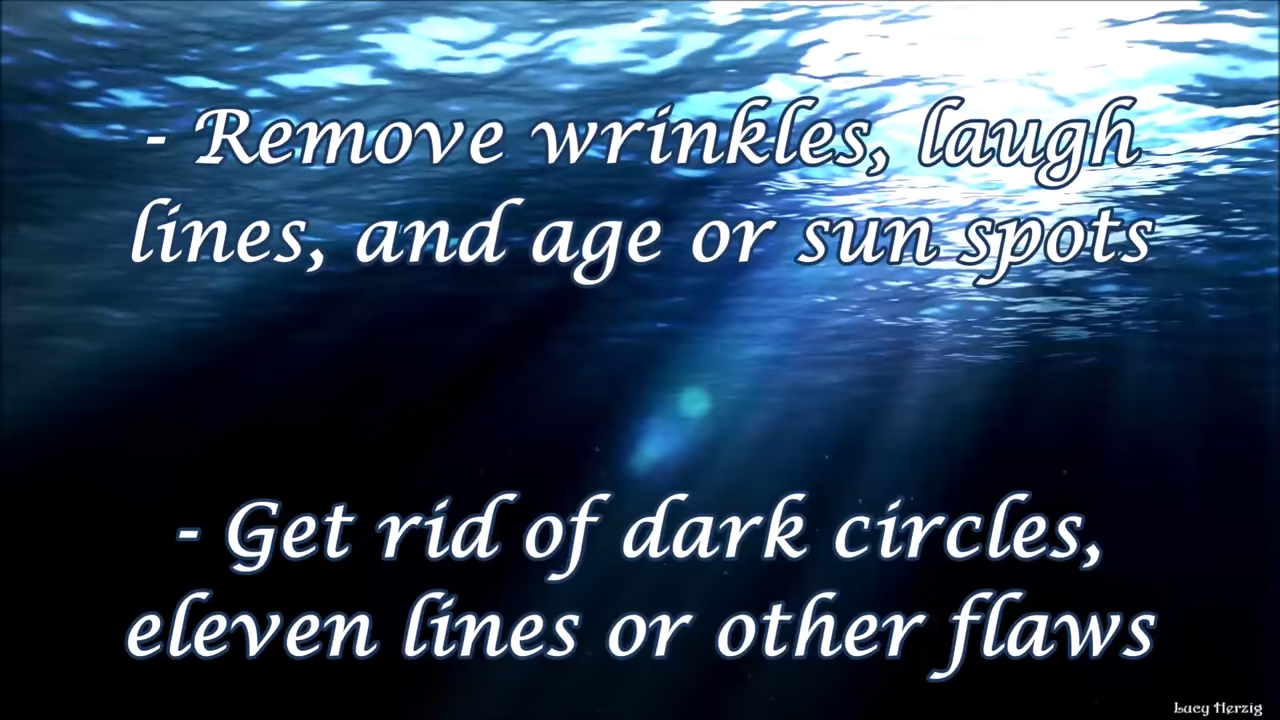 - Remove wrinkles, laugh
lines, and age or sun spots
- Get rid of dark circles,
eleven lines or other flaws
Lucy Herzig